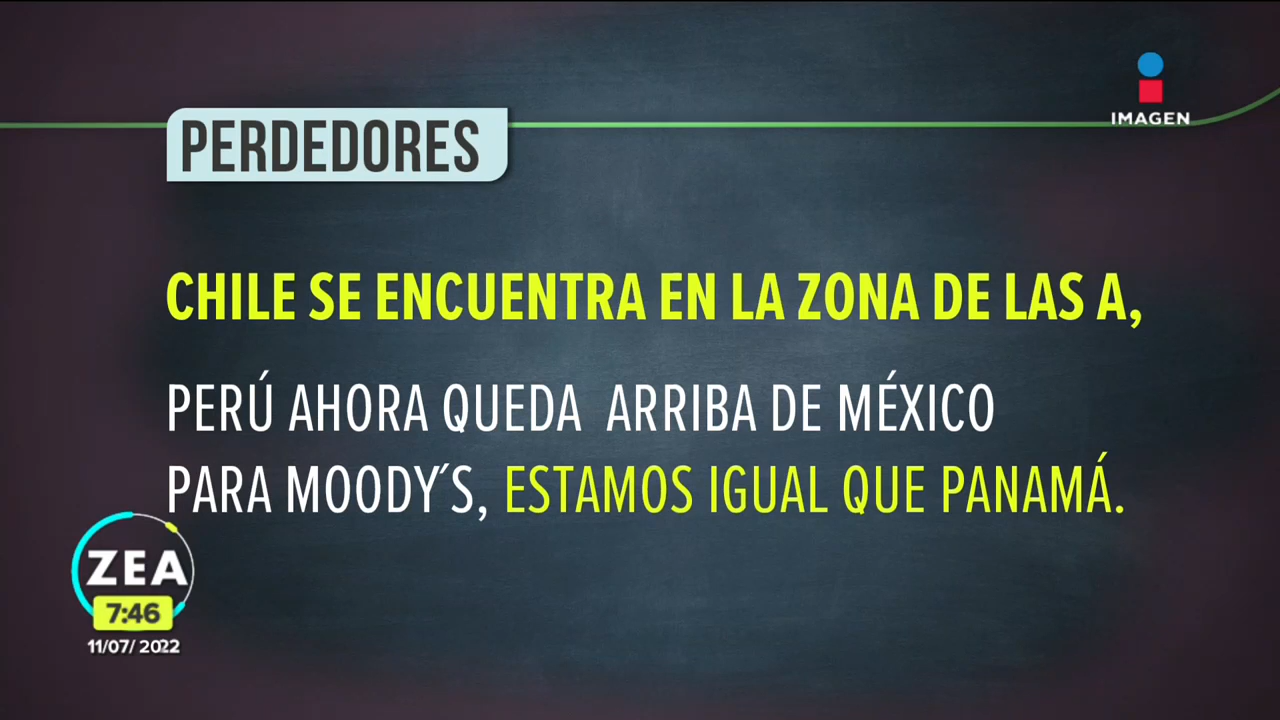 IMAGEN
PERDEDORES
CHILE SE ENCUENTRA EN LA ZONA DE LAS A,
PERÚ AHORA QUEDA ARRIBA DE MÉXICO
PARA MOODY´S, ESTAMOS IGUAL QUE PANAMÁ.
ZEA
7:46
11/07/ 2022